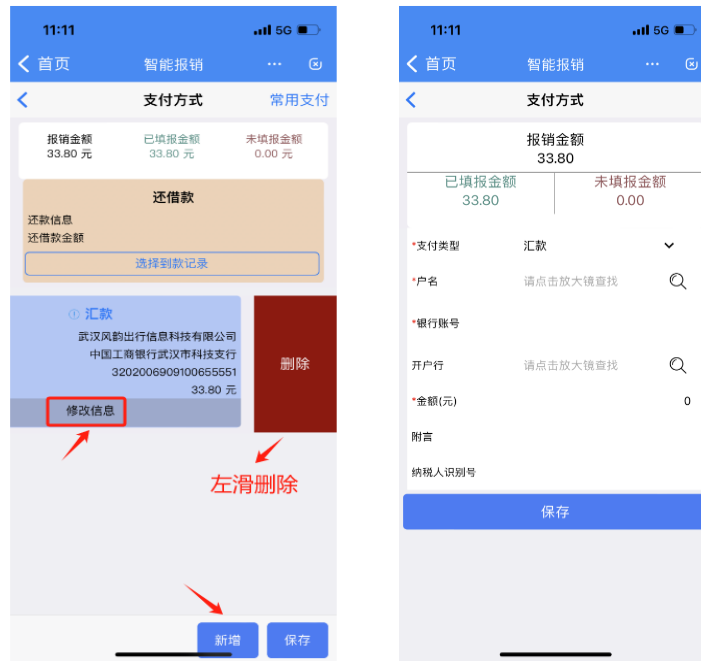 11:11
5G
首页
智能报销
支付方式
常用支付
报销金额
已填报金额
未填报金额
33.80 元
33.80 元
0.00 元
还借款
还款信息
还借款金额
选择到款记录
① 汇款
武汉风韵出行信息科技有限公司
中国工商银行武汉市科技支行
3202006909100655551
33.80 元
修改信息
删除
左滑删除
新增
保存
11:11
5G
首页
智能报销
支付方式
报销金额
33.80
已填报金额
未填报金额
33.80
0.00
*支付类型
汇款
*户名
请点击放大镜查找
*银行账号
开户行
请点击放大镜查找
*金额(元)
0
附言
纳税人识别号
保存